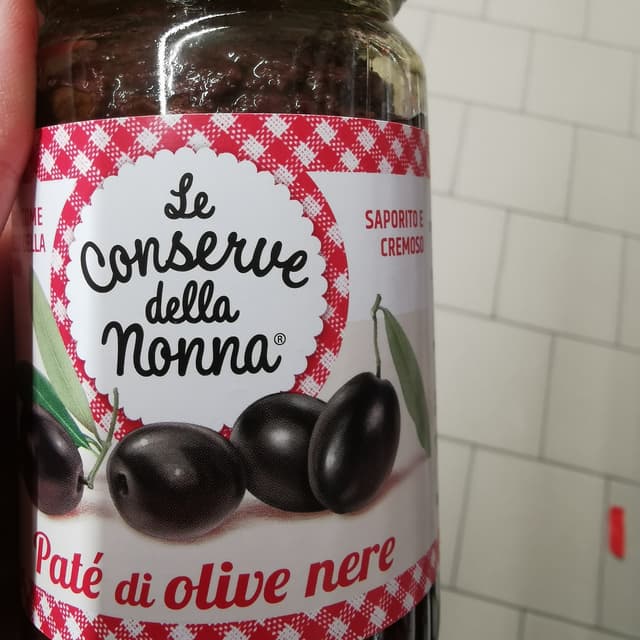 Le
Conserve
della
Nonna®
SAPORITO E
CREMOSO
Paté di olive nere